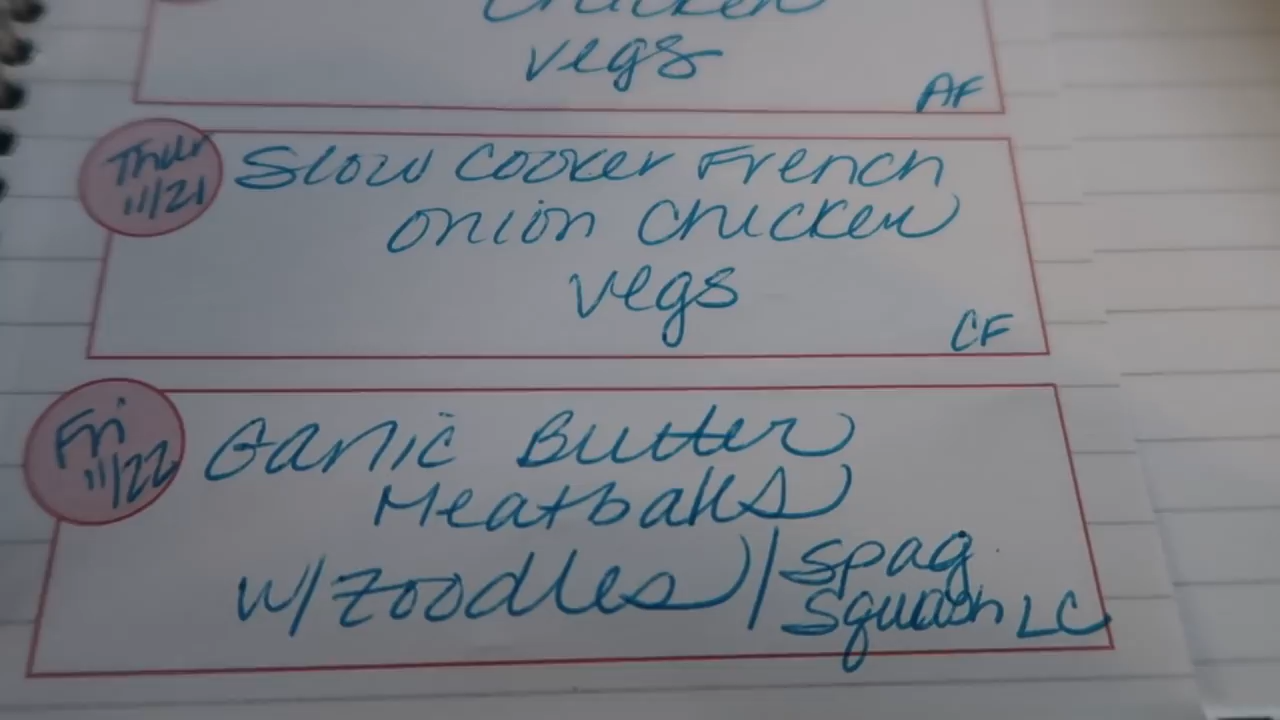 chicken
vegs
AF
Thur
11/21
Slow Cooker French
onion chicken
vegs
CF
Fri
11/22
Garlic Butter
Meatballs
w/ zoodles / spag
squash LC